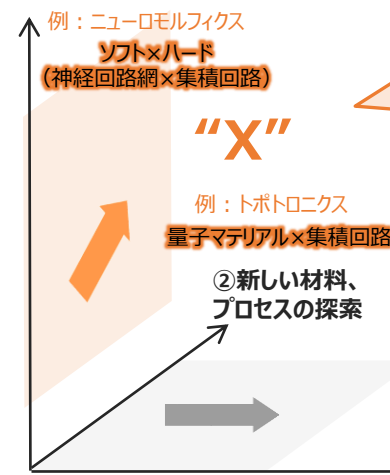 例：ニューロモルフィクス
ソフト×ハード
（神経回路網×集積回路）
“X”
例：トポトロニクス
量子マテリアル×集積回路
②新しい材料、
プロセスの探索